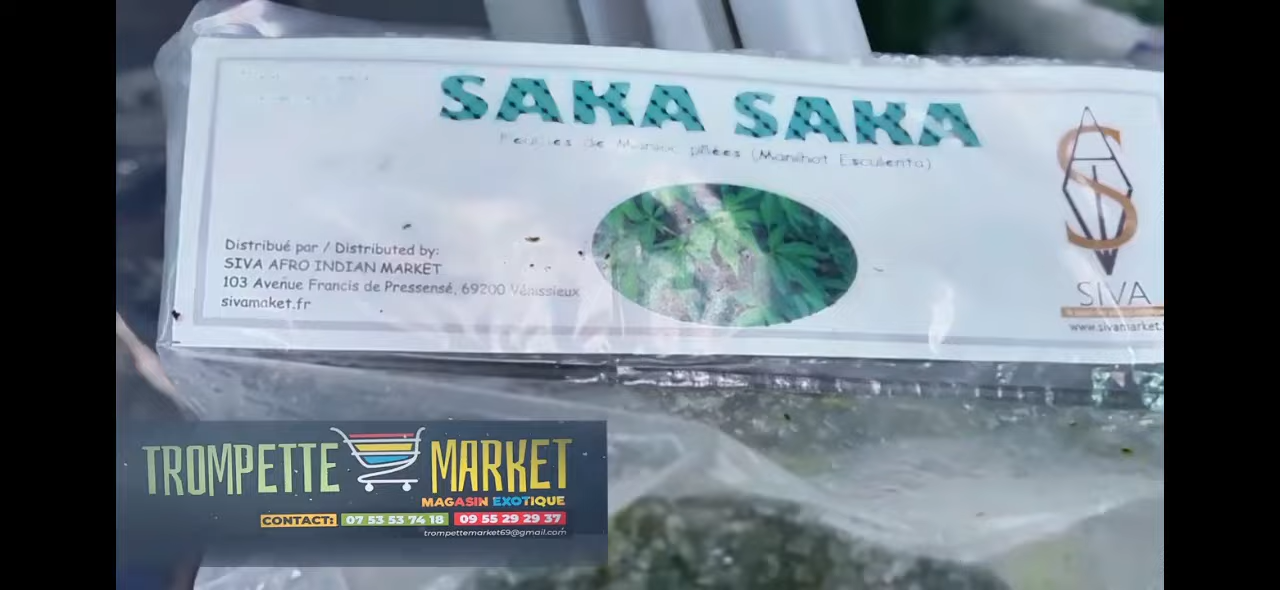 SAKA SAKA
Feuilles de Manioc pilées (Manihot Esculenta)
Distribué par / Distributed by:
SIVA AFRO INDIAN MARKET
103 Avenue Francis de Pressensé, 69200 Vénissieux
sivamaket.fr
S
SIVA
www.sivamarket.
TROMPETTE MARKET
MAGASIN EXOTIQUE
CONTACT: 07 53 53 74 18 09 55 29 29 37
trompettemarket69@gmail.com